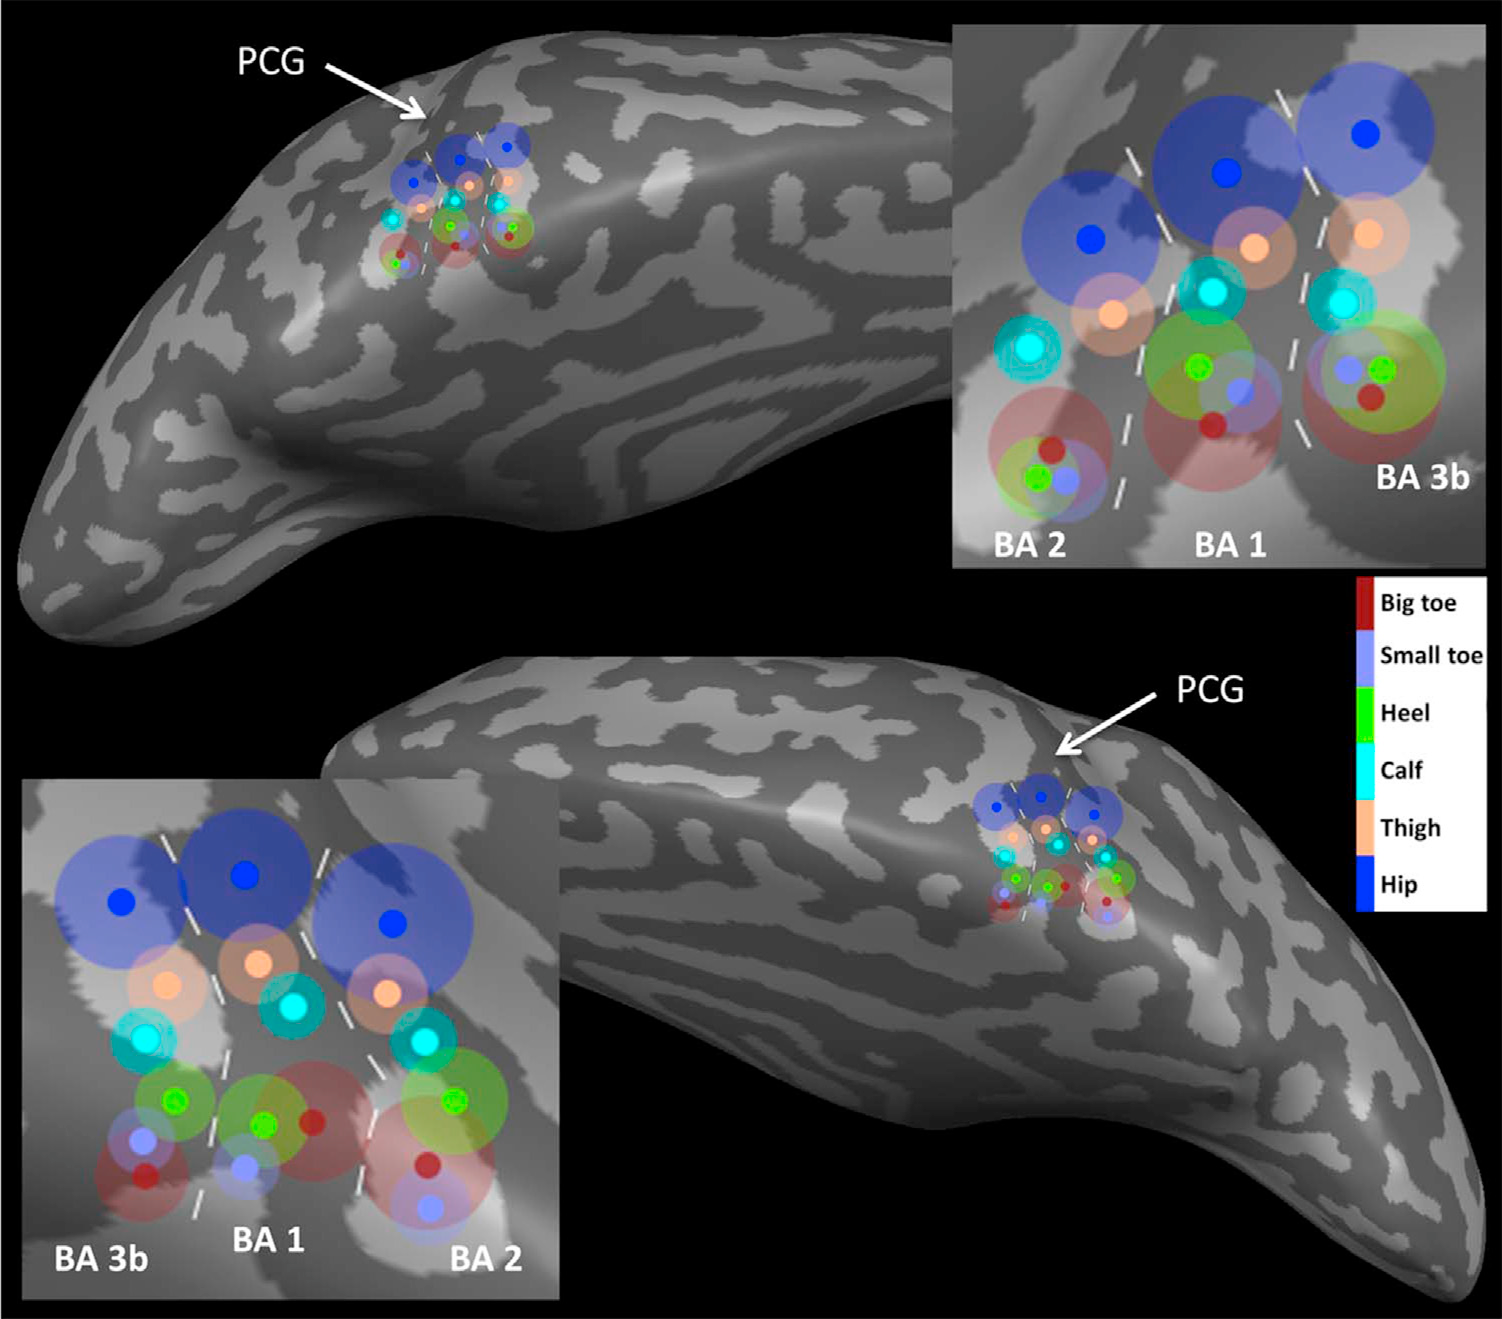 PCG
BA 3b
BA 2
BA 1
Big toe
Small toe
Heel
Calf
Thigh
Hip
PCG
BA 1
BA 3b
BA 2